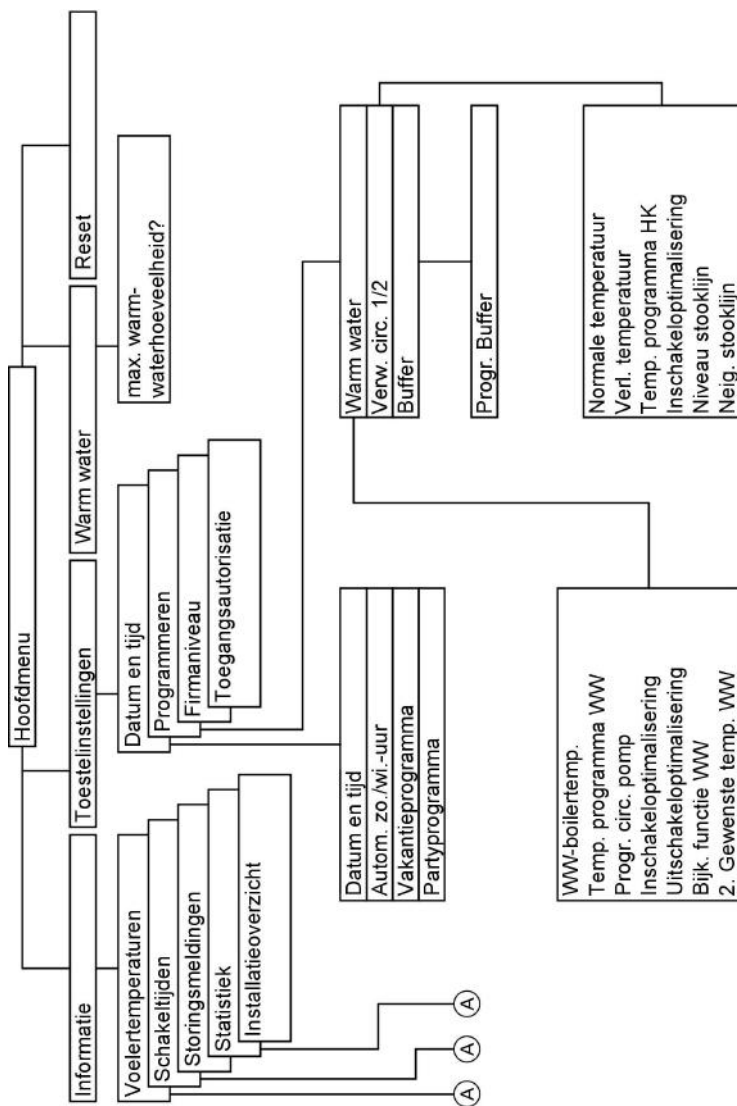 Hoofdmenu
Informatie
Toestelinstellingen
Warm water
Reset
Voelertemperaturen
Schakeltijden
Storingsmeldingen
Statistiek
Installatieoverzicht
Datum en tijd
Programmeren
Firmaniveau
Toegangsautorisatie
max. warm-
waterhoeveelheid?
A
A
A
Datum en tijd
Autom. zo./wi.-uur
Vakantieprogramma
Partyprogramma
Warm water
Verw. circ. 1/2
Buffer
Progr. Buffer
WW-boilertemp.
Temp. programma WW
Progr. circ. pomp
Inschakeloptimalisering
Uitschakeloptimalisering
Bijk. functie WW
2. Gewenste temp. WW
Normale temperatuur
Verl. temperatuur
Temp. programma HK
Inschakeloptimalisering
Niveau stooklijn
Neig. stooklijn